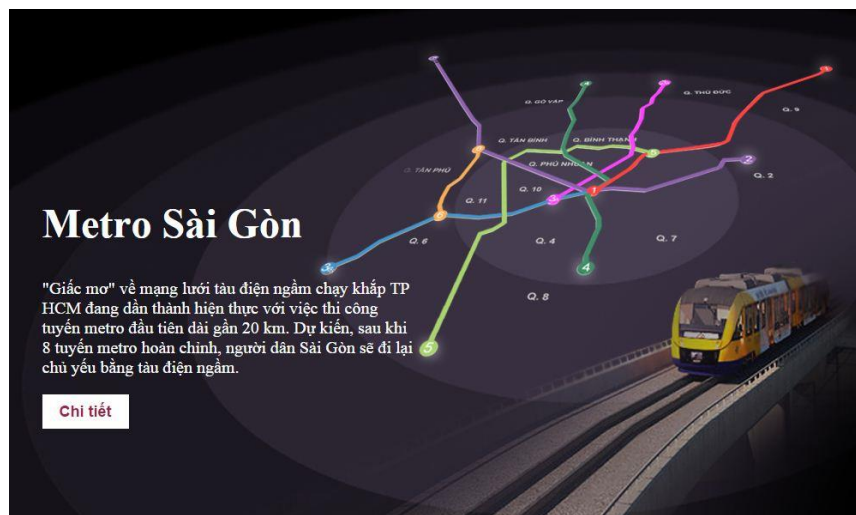 Q. GÒ VẤP
Q. THỦ ĐỨC
Q. 9
Q. TÂN BÌNH
Q. BÌNH THẠNH
Q. TÂN PHÚ
Q. PHÚ NHUẬN
2
Q. 2
Q. 10
1
Q. 11
Metro Sài Gòn
Q. 6
Q. 4
Q. 7
4
Q. 8
"Giấc mơ" về mạng lưới tàu điện ngầm chạy khắp TP
HCM đang dần thành hiện thực với việc thi công
tuyến metro đầu tiên dài gần 20 km. Dự kiến, sau khi
8 tuyến metro hoàn chỉnh, người dân Sài Gòn sẽ đi lại
chủ yếu bằng tàu điện ngầm.
5
Chi tiết